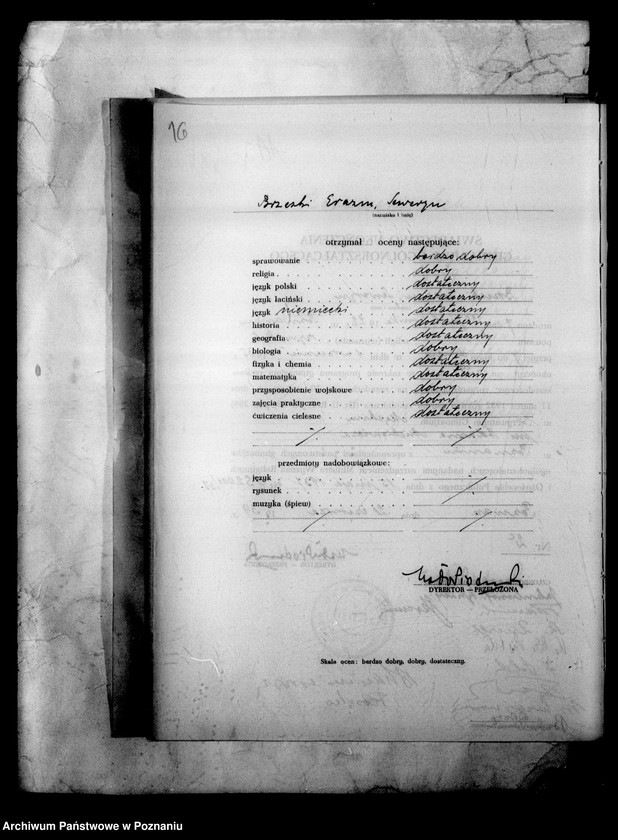 16
Brzeski Erazm, Seweryn
(nazwisko i imię)
otrzymał oceny następujące:
sprawowanie bardzo dobry
religia dobry
język polski dostateczny
język łaciński dostateczny
język niemiecki dostateczny
historia dostateczny
geografia dostateczny
biologia dobry
fizyka i chemia dostateczny
matematyka dostateczny
przysposobienie wojskowe dobry
zajęcia praktyczne dobry
ćwiczenia cielesne dostateczny
przedmioty nadobowiązkowe:
język
rysunek
muzyka (śpiew)
DYREKTOR — PRZEŁOŻONA
Skala ocen: bardzo dobry, dobry, dostateczny.
Archiwum Państwowe w Poznaniu